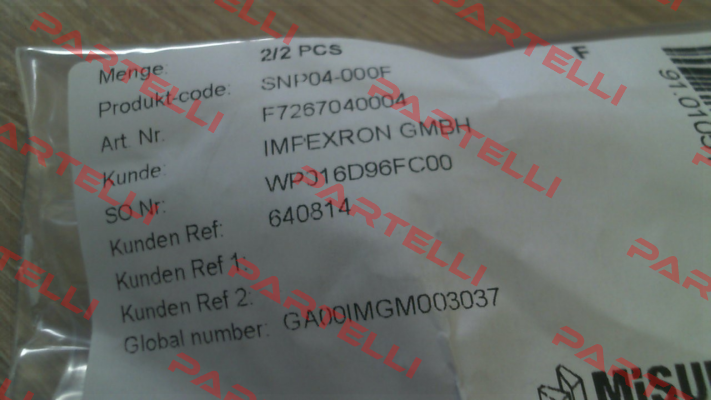 Menge: 2/2 PCS F
Produkt-code: SNP04-000F
Art. Nr. F7267040004
Kunde: IMPEXRON GMBH
SO.Nr: WP016D96FC00
Kunden Ref: 640814
Kunden Ref 1:
Kunden Ref 2:
Global number: GA00IMGM003037
PARTELLI